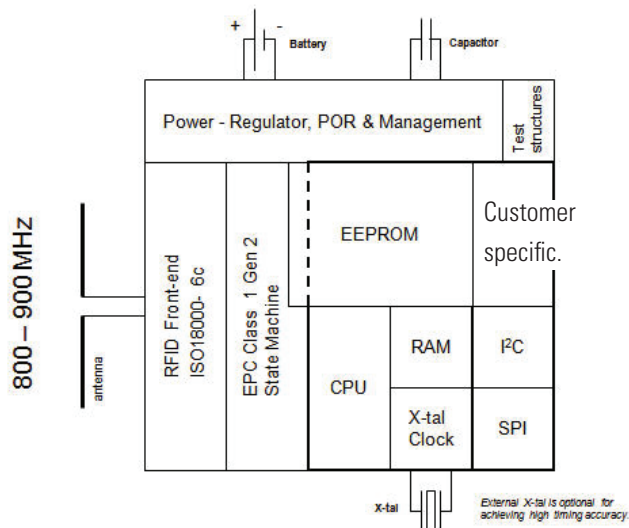 + -
Battery
Capacitor
Power - Regulator, POR & Management
Test
structures
800 – 900 MHz
antenna
RFID Front-end
ISO18000- 6c
EPC Class 1 Gen 2
State Machine
EEPROM
Customer
specific.
CPU
RAM
I²C
X-tal
Clock
SPI
X-tal
External X-tal is optional for
achieving high timing accuracy.